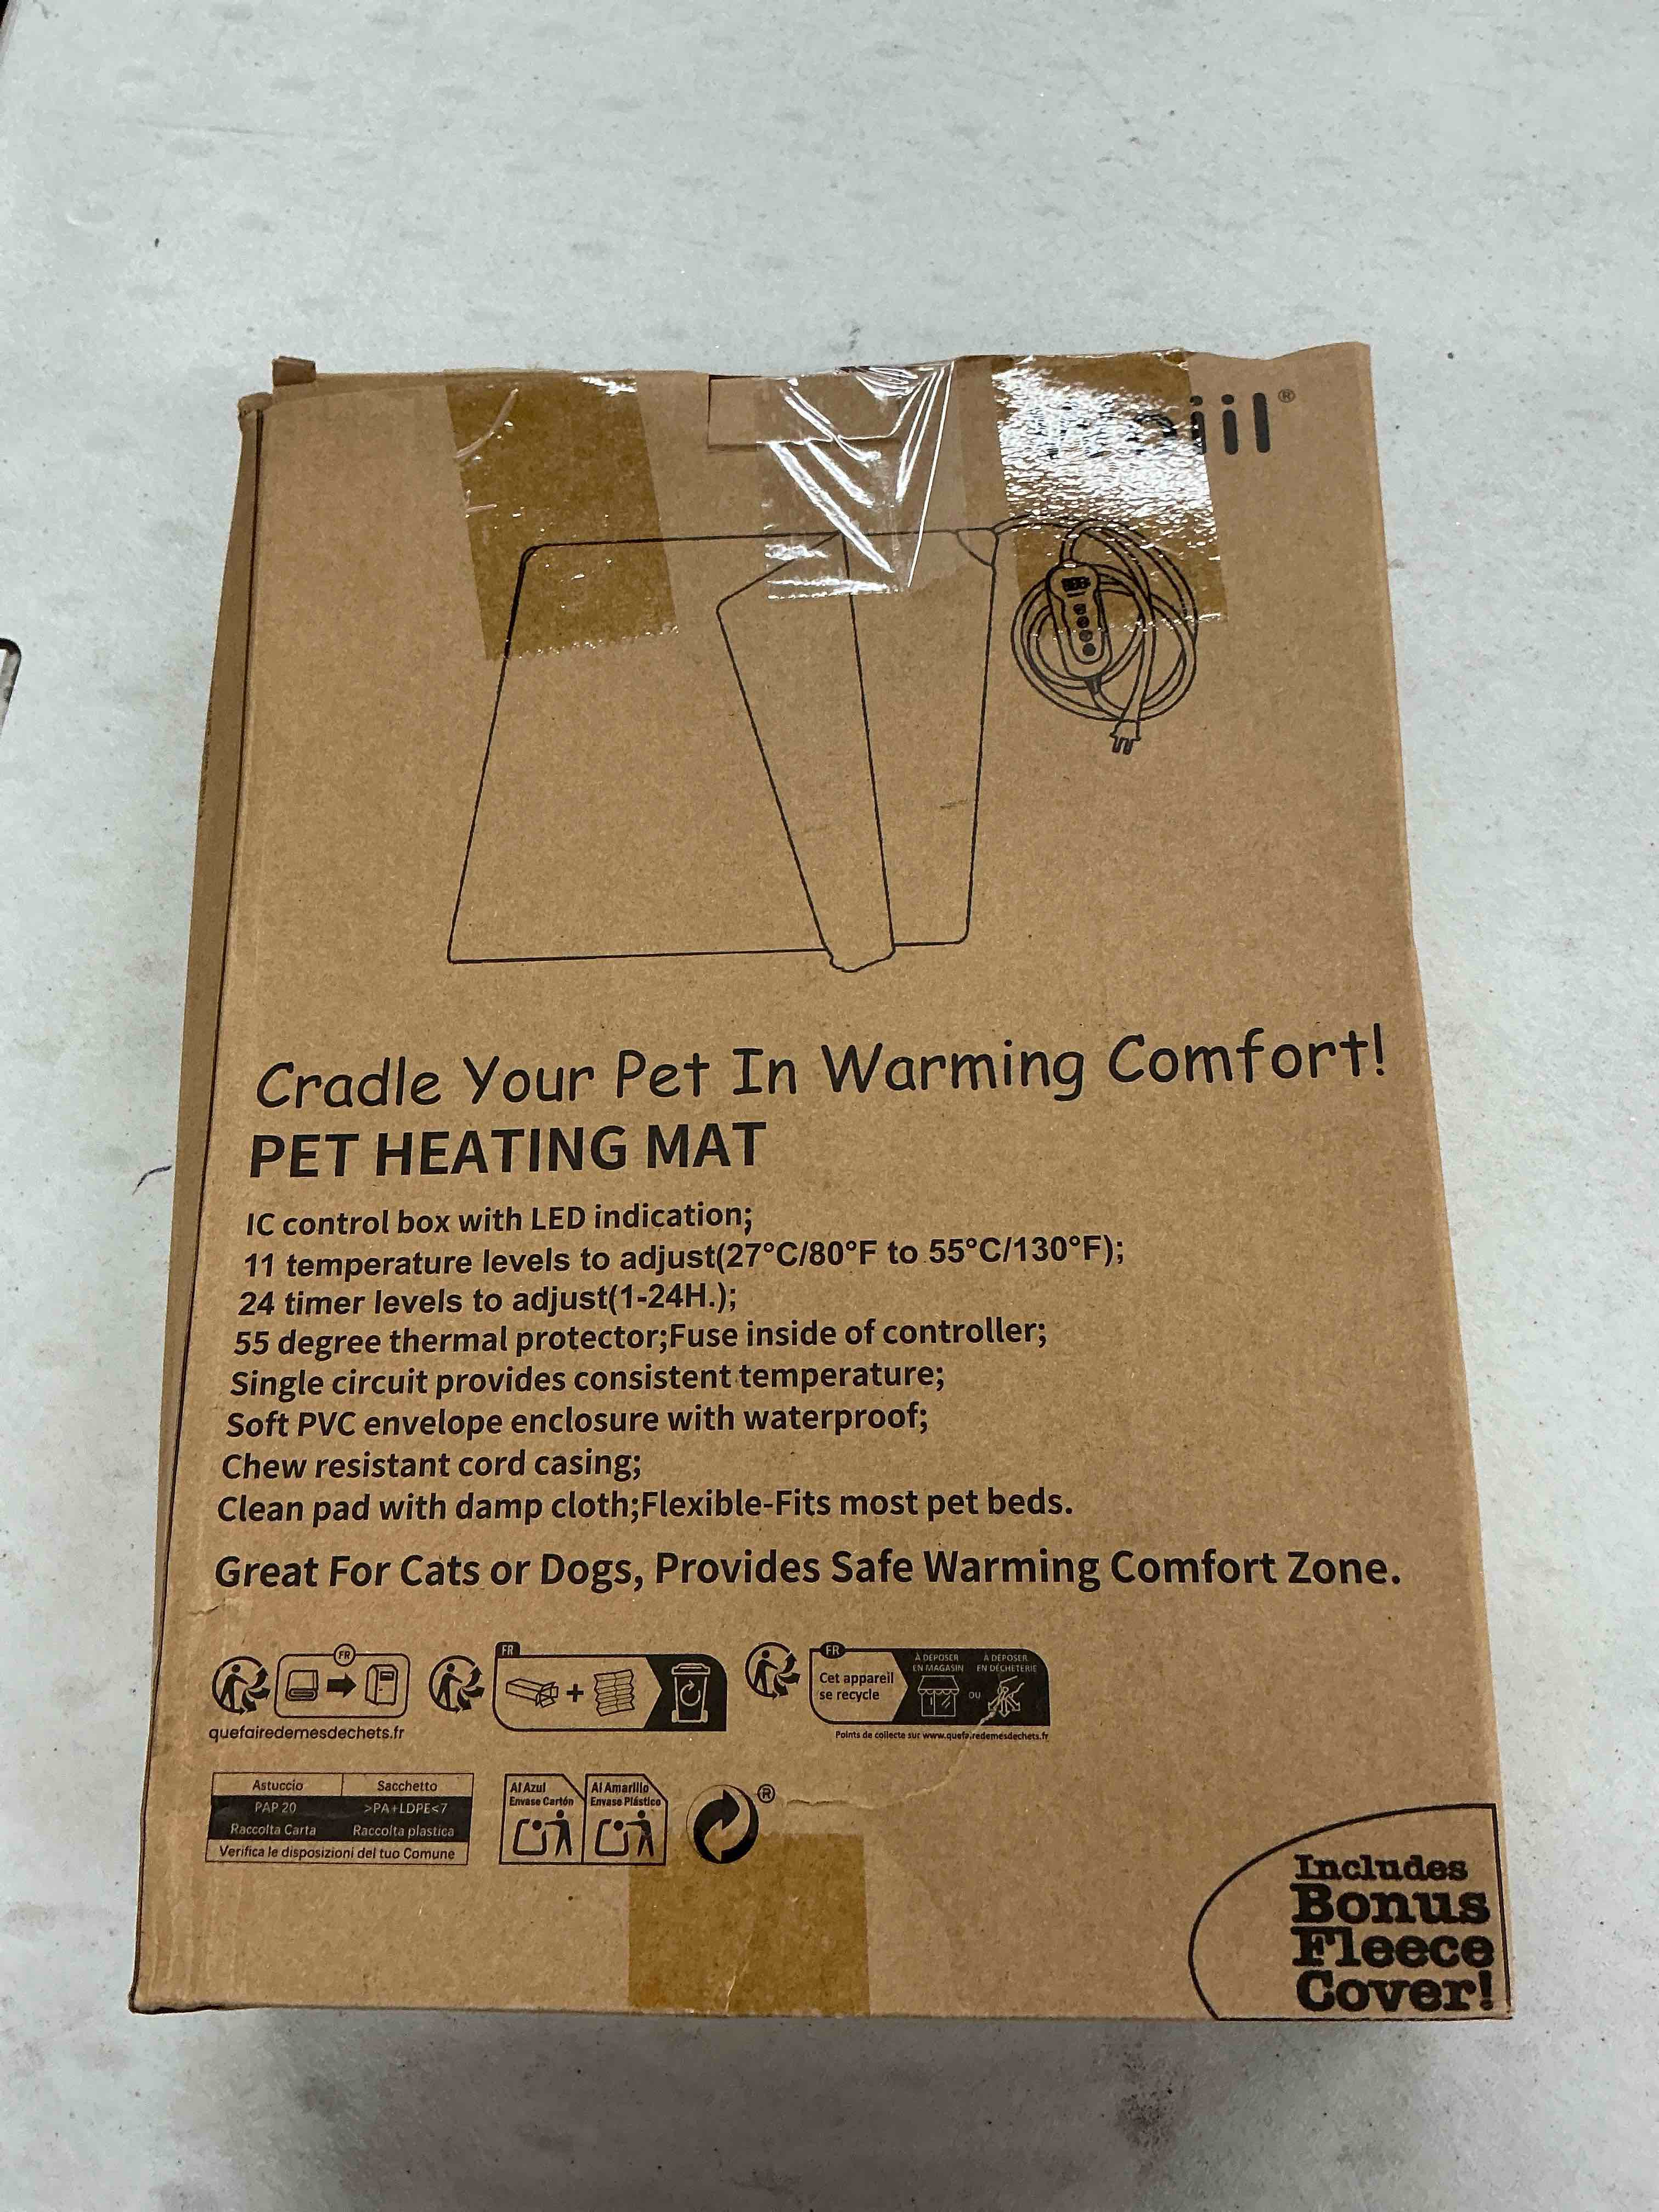 Cradle Your Pet In Warming Comfort!
PET HEATING MAT
IC control box with LED indication;
11 temperature levels to adjust(27°C/80°F to 55°C/130°F);
24 timer levels to adjust(1-24H.);
55 degree thermal protector;Fuse inside of controller;
Single circuit provides consistent temperature;
Soft PVC envelope enclosure with waterproof;
Chew resistant cord casing;
Clean pad with damp cloth;Flexible-Fits most pet beds.
Great For Cats or Dogs, Provides Safe Warming Comfort Zone.
FR
quefairedemesdechets.fr
FR
+
FR
Cet appareil
se recycle
À DÉPOSER
EN MAGASIN
OU
À DÉPOSER
EN DÉCHÈTERIE
Points de collecte sur www.quefairedemesdechets.fr
Astuccio Sacchetto
PAP 20 >PA+LDPE<7
Raccolta Carta Raccolta plastica
Verifica le disposizioni del tuo Comune
Al Azul
Envase Cartón
Al Amarillo
Envase Plástico
®
Includes
Bonus
Fleece
Cover!